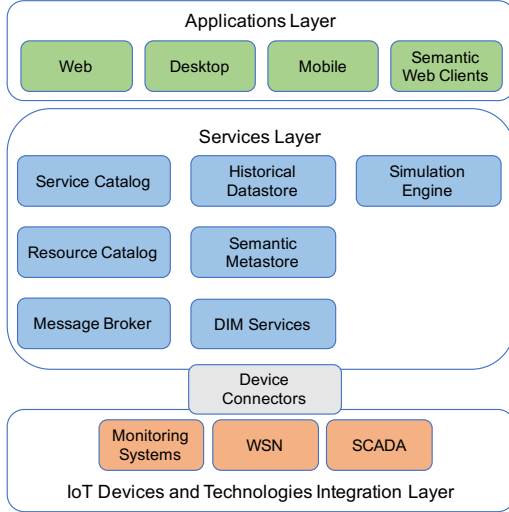 Applications Layer
Web
Desktop
Mobile
Semantic
Web Clients
Services Layer
Service Catalog
Historical
Datastore
Simulation
Engine
Resource Catalog
Semantic
Metastore
Message Broker
DIM Services
Device
Connectors
Monitoring
Systems
WSN
SCADA
IoT Devices and Technologies Integration Layer